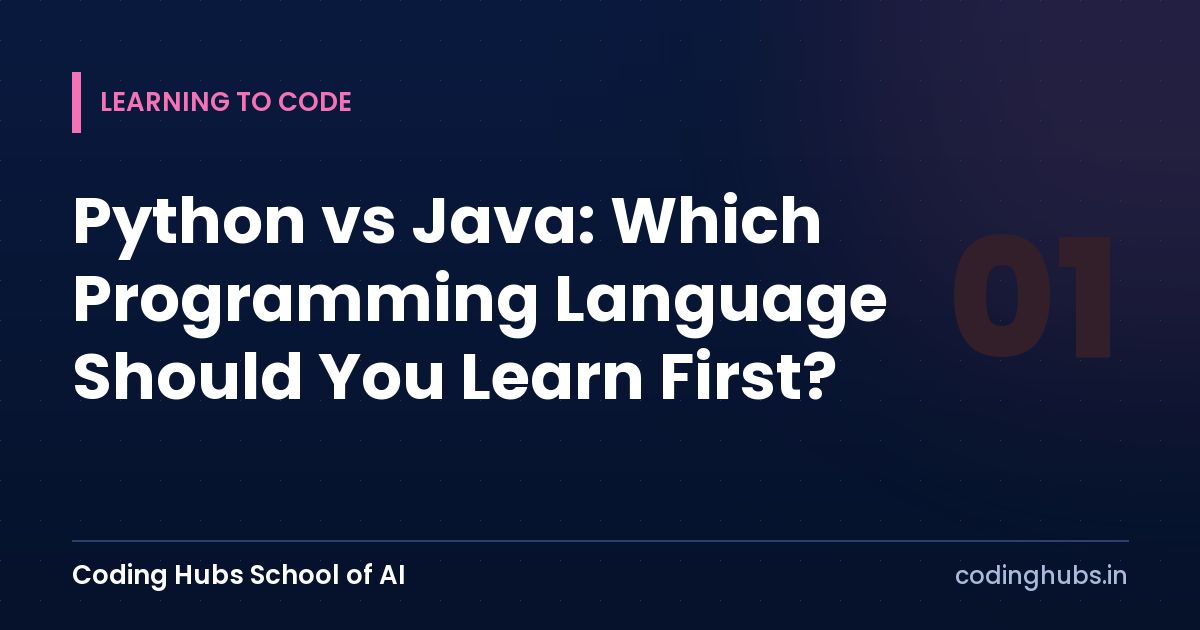 LEARNING TO CODE
Python vs Java: Which
Programming Language
Should You Learn First?
01
Coding Hubs School of AI
codinghubs.in